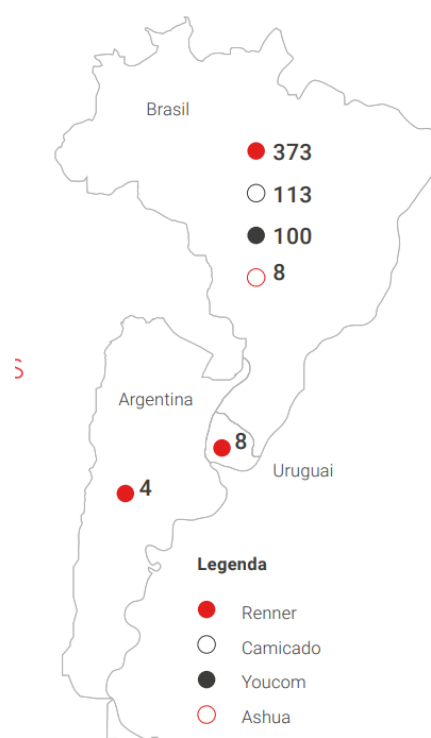 Brasil
373
113
100
8
S
Argentina
8
Uruguai
4
Legenda
Renner
Camicado
Youcom
Ashua